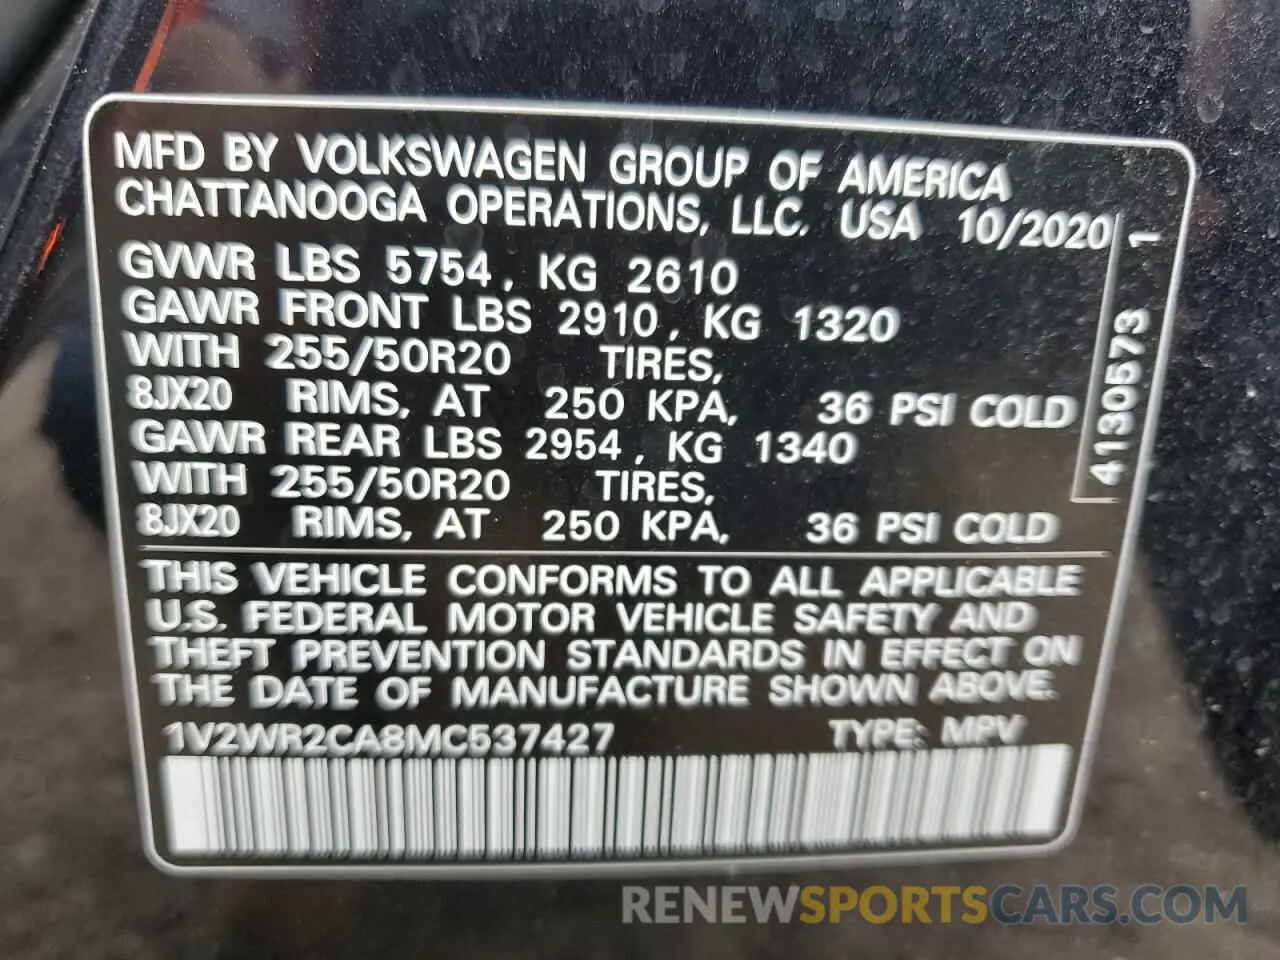 MFD BY VOLKSWAGEN GROUP OF AMERICA
CHATTANOOGA OPERATIONS, LLC. USA 10/2020
GVWR LBS 5754, KG 2610
GAWR FRONT LBS 2910, KG 1320
WITH 255/50R20 TIRES,
8JX20 RIMS, AT 250 KPA, 36 PSI COLD
GAWR REAR LBS 2954, KG 1340
WITH 255/50R20 TIRES,
8JX20 RIMS, AT 250 KPA, 36 PSI COLD
4130573 1
THIS VEHICLE CONFORMS TO ALL APPLICABLE
U.S. FEDERAL MOTOR VEHICLE SAFETY AND
THEFT PREVENTION STANDARDS IN EFFECT ON
THE DATE OF MANUFACTURE SHOWN ABOVE.
1V2WR2CA8MC537427 TYPE: MPV
RENEWSPORTSCARS.COM